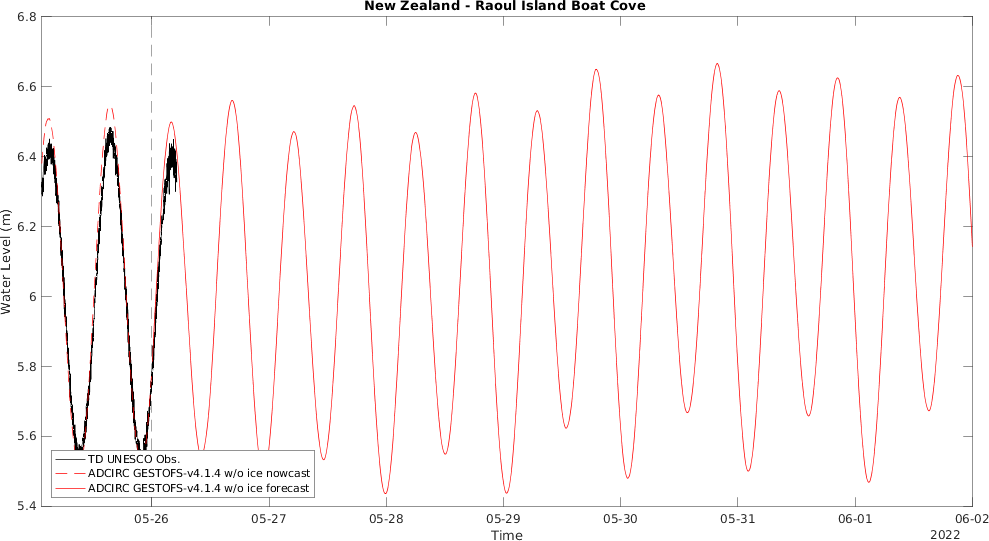 New Zealand - Raoul Island Boat Cove
6.8
6.6
6.4
6.2
6
5.8
5.6
5.4
Water Level (m)
TD UNESCO Obs.
ADCIRC GESTOFS-v4.1.4 w/o ice nowcast
ADCIRC GESTOFS-v4.1.4 w/o ice forecast
05-26 05-27 05-28 05-29 05-30 05-31 06-01 06-02
Time
2022